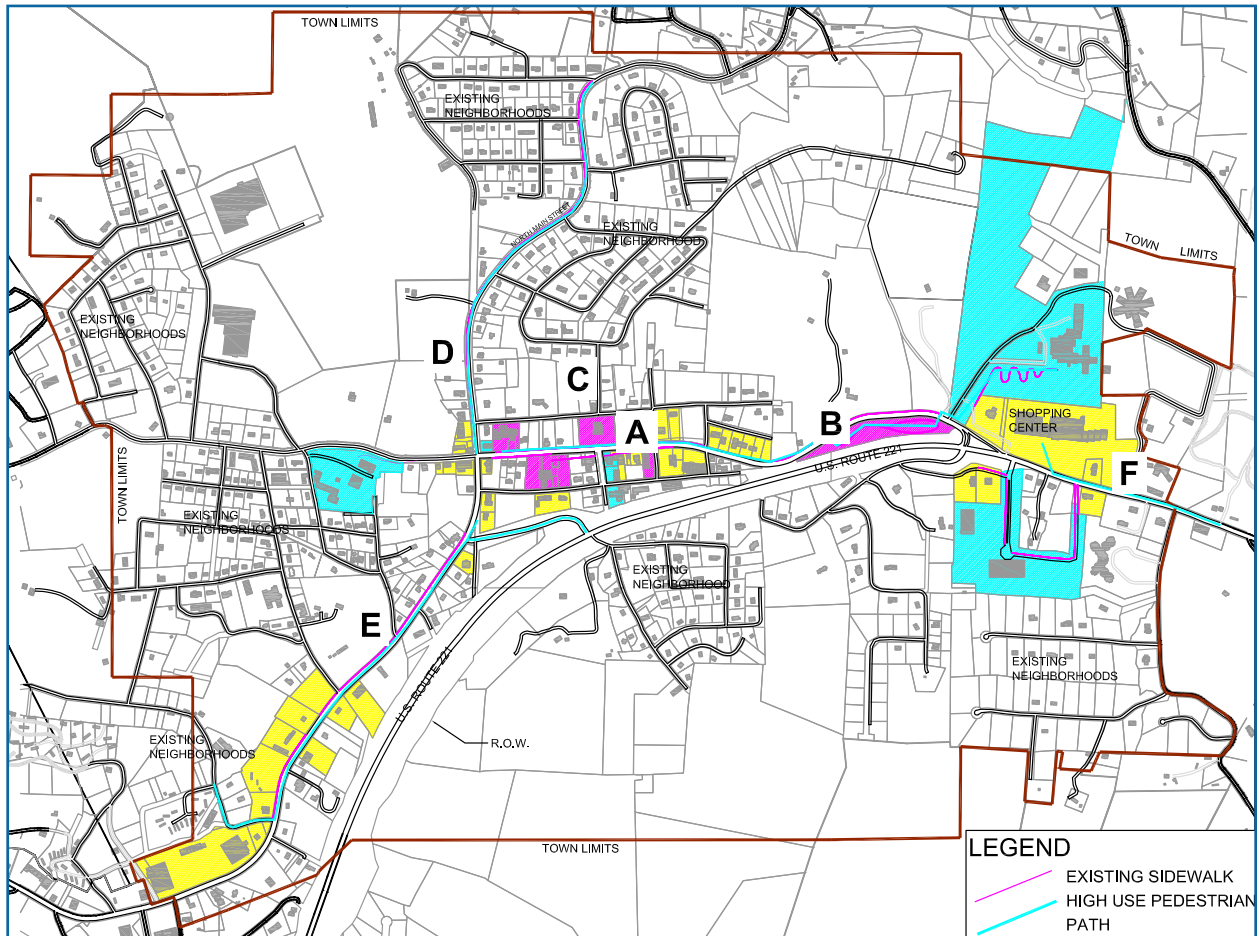 TOWN LIMITS
EXISTING
NEIGHBORHOODS
NORTH MAIN STREET
EXISTING
NEIGHBORHOOD
TOWN LIMITS
EXISTING
NEIGHBORHOODS
D
C
A
B
SHOPPING
CENTER
U.S. ROUTE 221
F
TOWN LIMITS
EXISTING
NEIGHBORHOODS
EXISTING
NEIGHBORHOOD
E
EXISTING
NEIGHBORHOODS
U.S. ROUTE 221
R.O.W.
EXISTING
NEIGHBORHOODS
TOWN LIMITS
LEGEND
EXISTING SIDEWALK
HIGH USE PEDESTRIAN
PATH